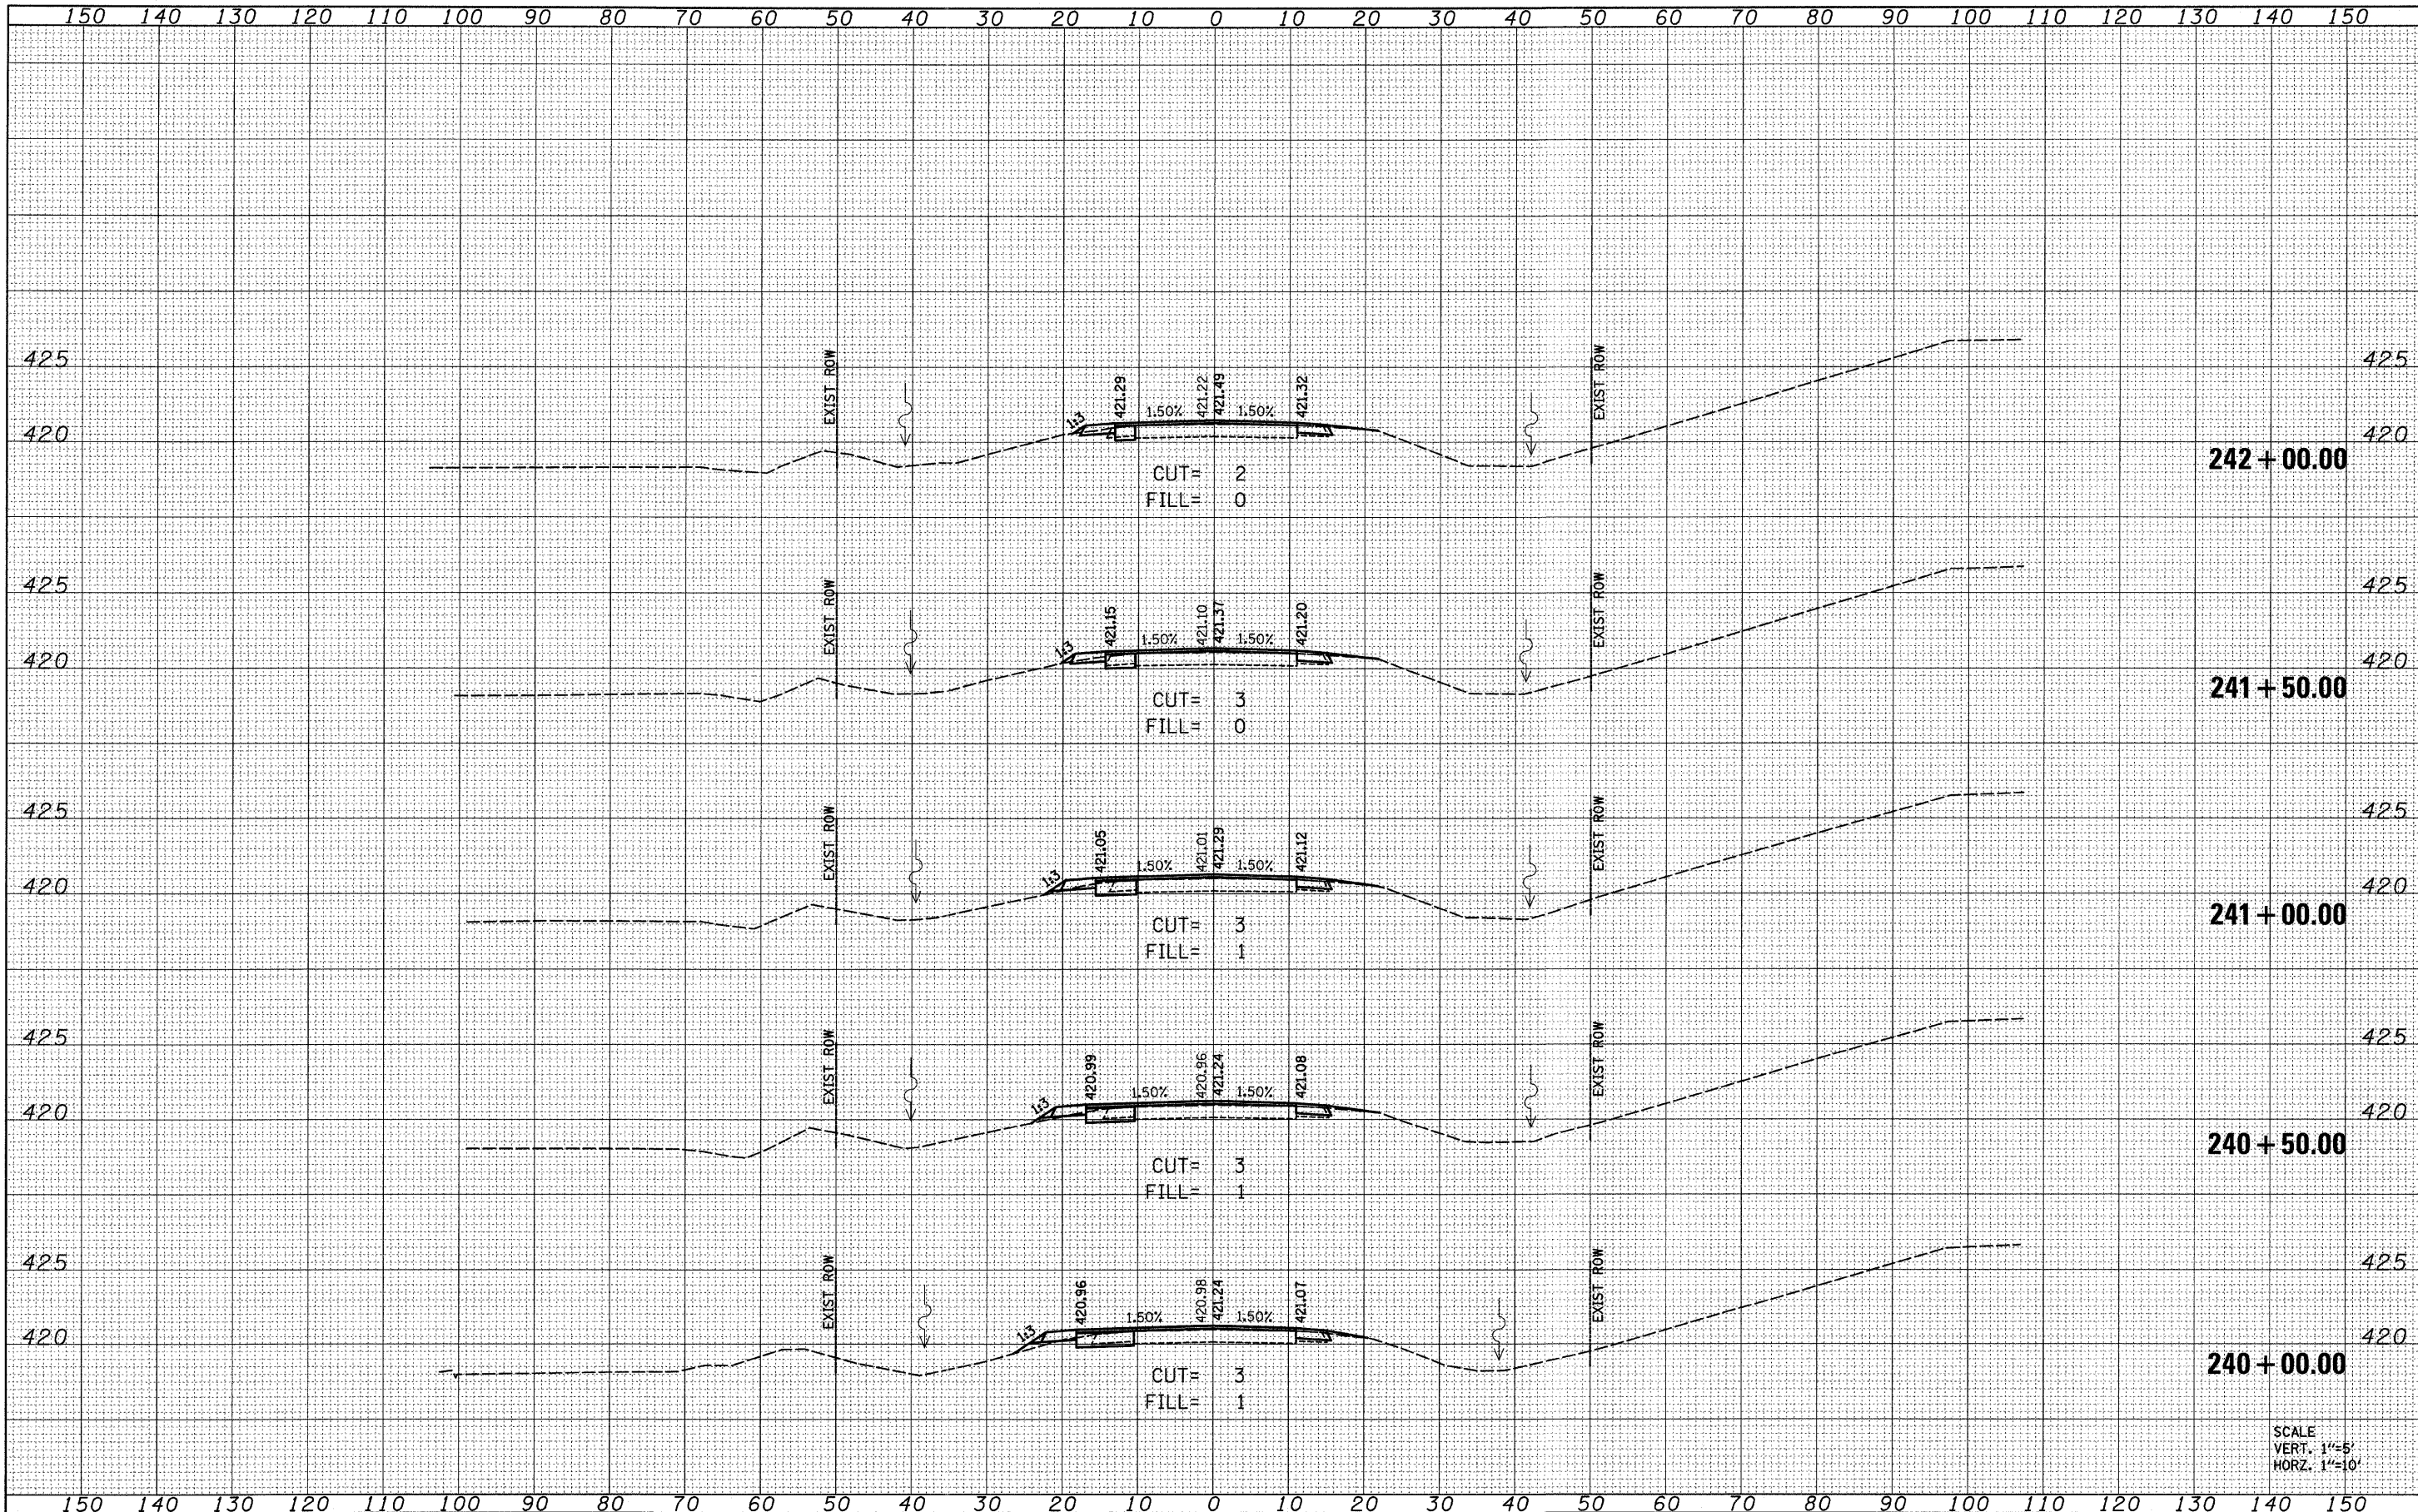 150 140 130 120 110 100 90 80 70 60 50 40 30 20 10 0 10 20 30 40 50 60 70 80 90 100 110 120 130 140 150
425 EXIST ROW EXIST ROW 425
421.29 421.22 421.49 421.32
1:3 1.50% 1.50%
420 420
242 + 00.00
CUT= 2
FILL= 0
425 EXIST ROW EXIST ROW 425
421.15 421.10 421.37 421.20
1:3 1.50% 1.50%
420 420
241 + 50.00
CUT= 3
FILL= 0
425 EXIST ROW EXIST ROW 425
421.05 421.01 421.29 421.12
1:3 1.50% 1.50%
420 420
241 + 00.00
CUT= 3
FILL= 1
425 EXIST ROW EXIST ROW 425
420.99 420.96 421.24 421.08
1:3 1.50% 1.50%
420 420
240 + 50.00
CUT= 3
FILL= 1
425 EXIST ROW EXIST ROW 425
420.96 420.98 421.24 421.07
1:3 1.50% 1.50%
420 420
240 + 00.00
CUT= 3
FILL= 1
SCALE
VERT. 1"=5'
HORZ. 1"=10'
150 140 130 120 110 100 90 80 70 60 50 40 30 20 10 0 10 20 30 40 50 60 70 80 90 100 110 120 130 140 150